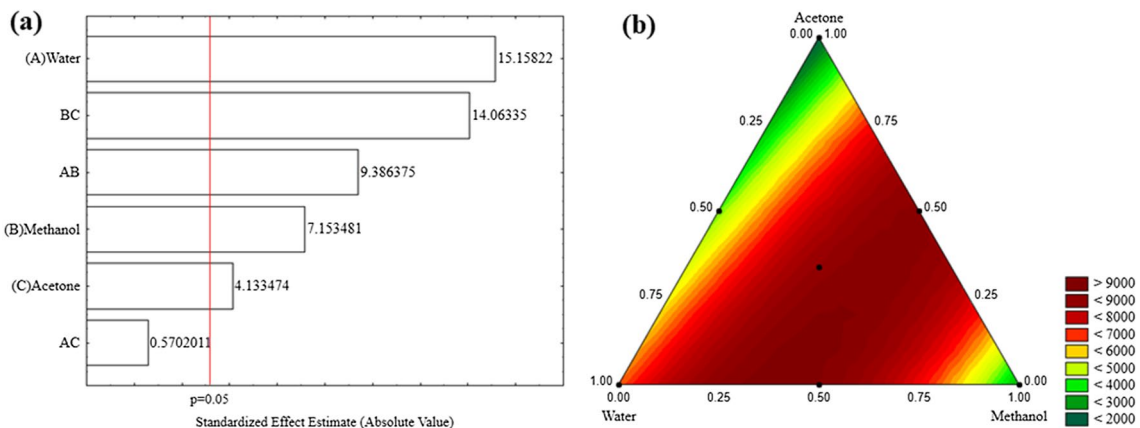 (a)
(A)Water
15.15822
BC
14.06335
AB
9.386375
(B)Methanol
7.153481
(C)Acetone
4.133474
AC
0.5702011
p=0.05
Standardized Effect Estimate (Absolute Value)
(b)
Acetone
0.00 1.00
0.25 0.75
0.50 0.50
0.75 0.25
1.00 0.00
0.00 0.25 0.50 0.75 1.00
Water Methanol
> 9000
< 9000
< 8000
< 7000
< 6000
< 5000
< 4000
< 3000
< 2000